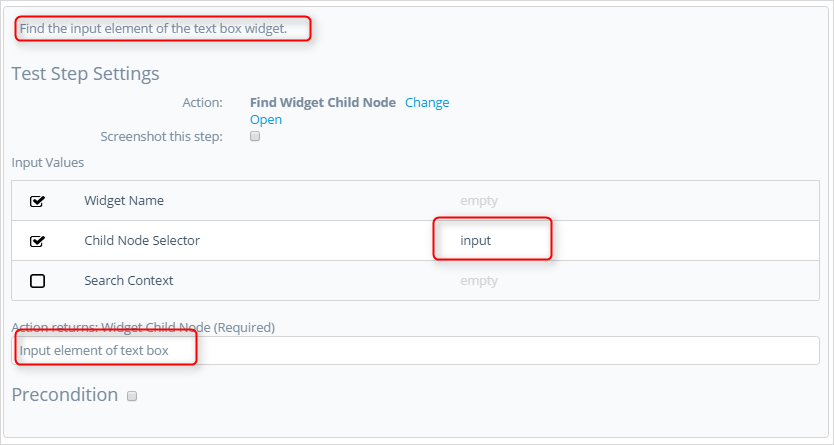 Find the input element of the text box widget.
Test Step Settings
Action: Find Widget Child Node Change
Open
Screenshot this step:
Input Values
Widget Name empty
Child Node Selector input
Search Context empty
Action returns: Widget Child Node (Required)
Input element of text box
Precondition